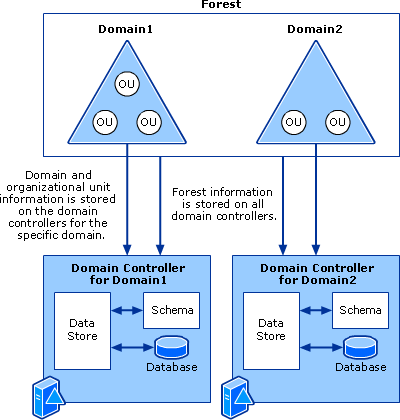 Forest
Domain1
Domain2
OU
OU
OU
OU
OU
Domain and
organizational unit
information is stored
on the domain
controllers for the
specific domain.
Forest information
is stored on all
domain controllers.
Domain Controller
for Domain1
Data
Store
Schema
Database
Domain Controller
for Domain2
Data
Store
Schema
Database